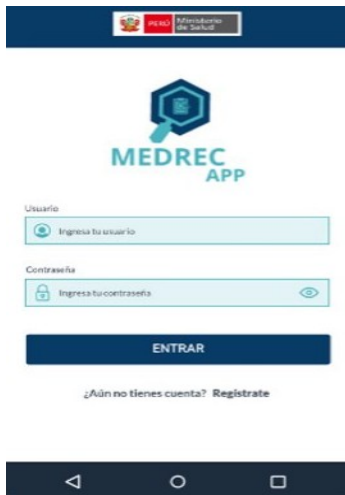 PERÚ Ministerio
de Salud
MEDREC
APP
Usuario
Ingresa tu usuario
Contraseña
Ingresa tu contraseña
ENTRAR
¿Aún no tienes cuenta? Regístrate